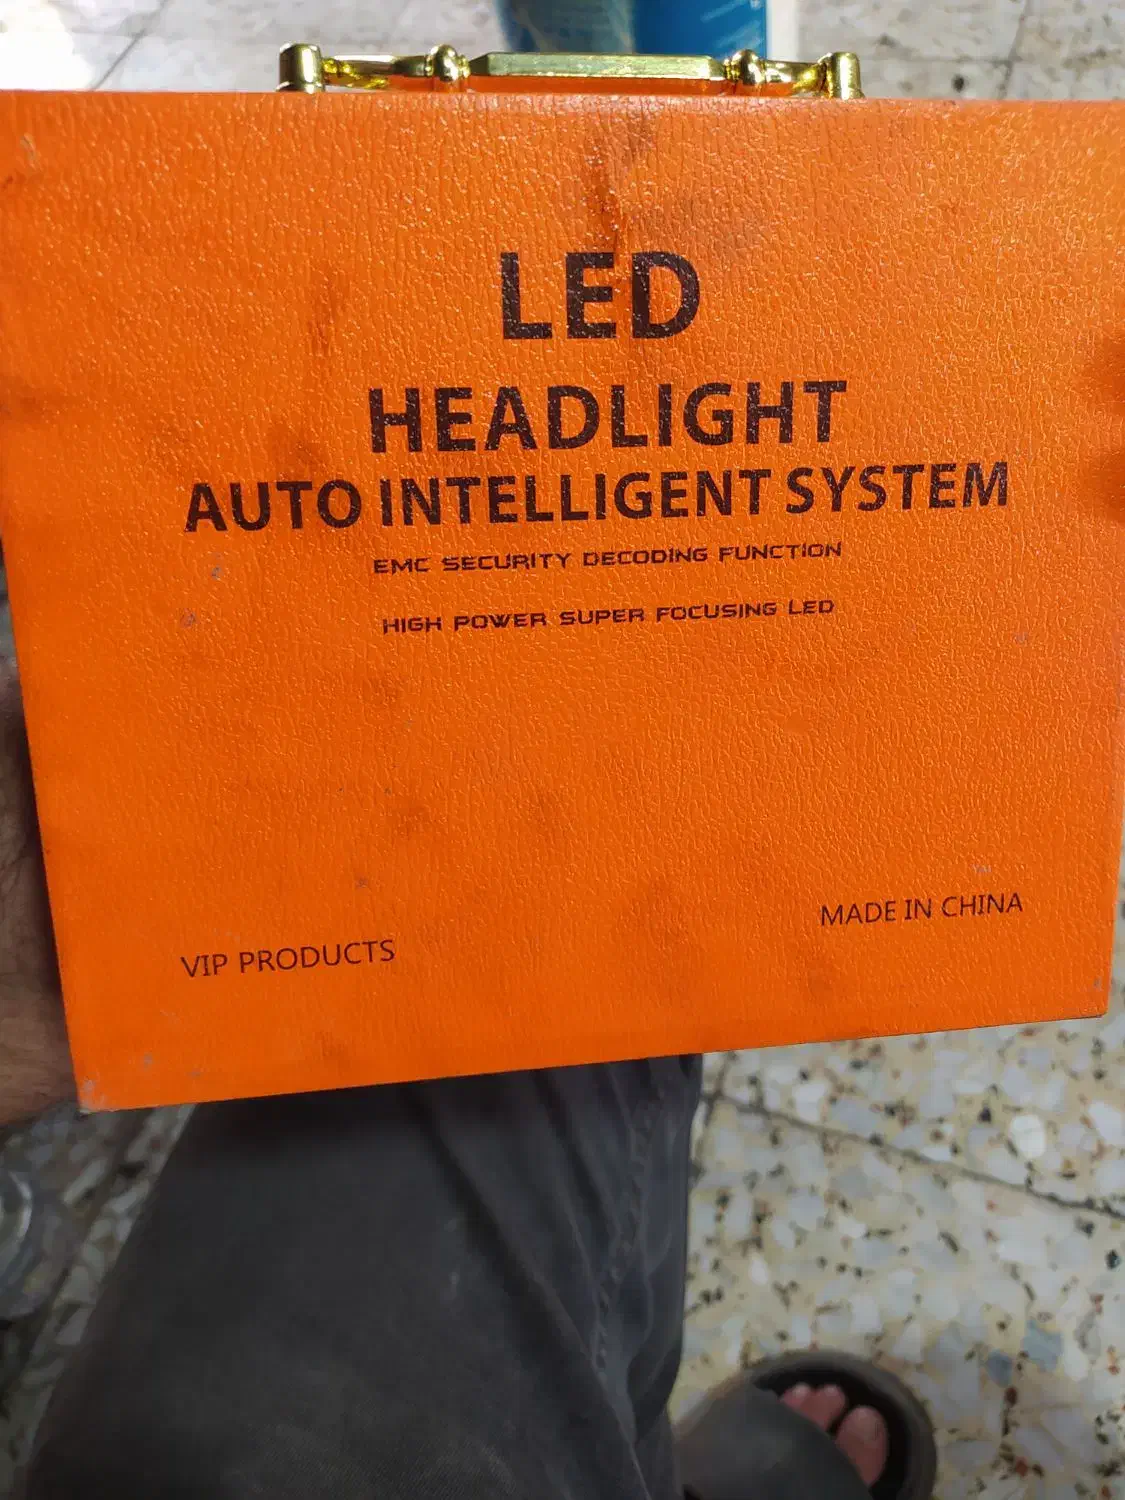 LED
HEADLIGHT
AUTO INTELLIGENT SYSTEM
EMC SECURITY DECODING FUNCTION
HIGH POWER SUPER FOCUSING LED
MADE IN CHINA
VIP PRODUCTS